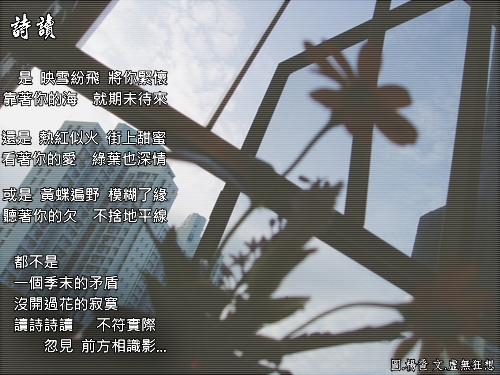 詩讀
是 映雪紛飛 將你緊懷
靠著你的海 就期未待來
還是 熱紅似火 街上甜蜜
看著你的愛 綠葉也深情
或是 黃蝶遍野 模糊了緣
聽著你的欠 不捨地平線
都不是
一個季末的矛盾
沒開過花的寂寞
讀詩詩讀 不符實際
忽見 前方相識影...
圖.楊 文.虛無狂想